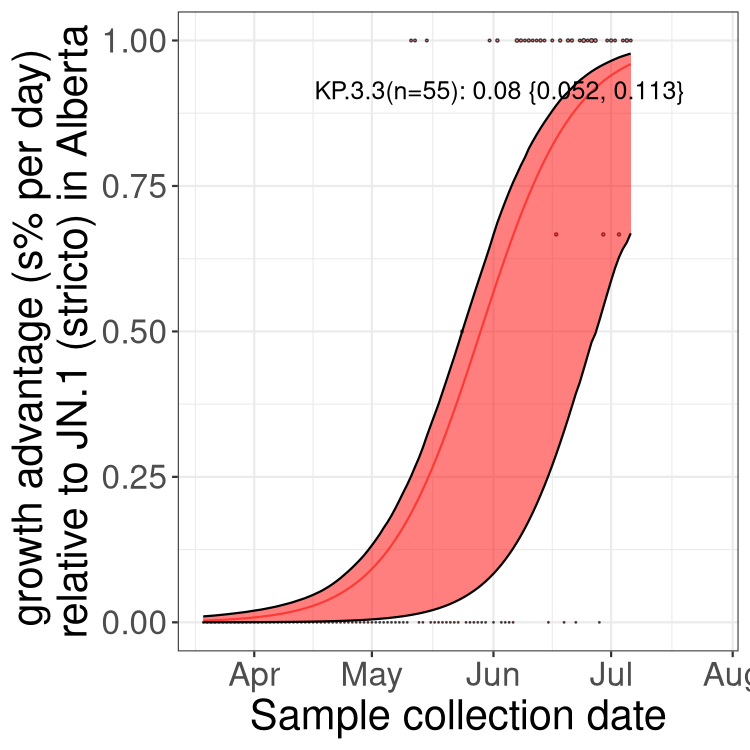 growth advantage (s% per day)
relative to JN.1 (stricto) in Alberta
1.00
0.75
0.50
0.25
0.00
KP.3.3(n=55): 0.08 {0.052, 0.113}
Apr May Jun Jul Aug
Sample collection date